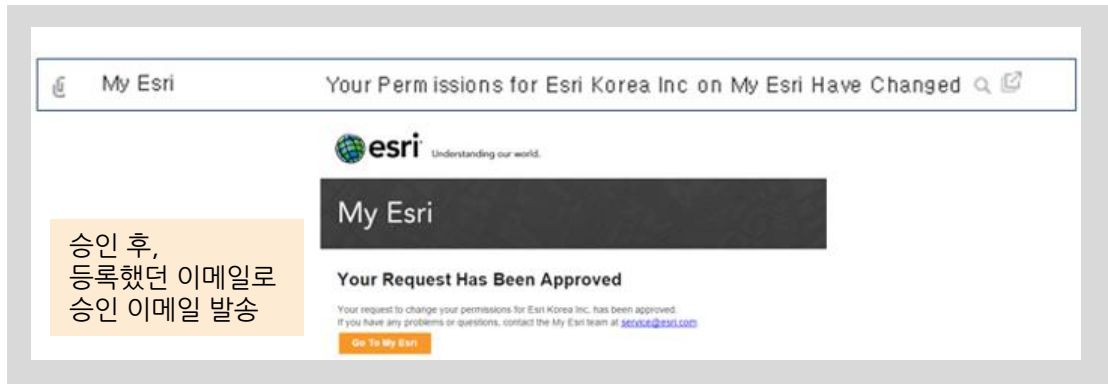 My Esri Your Permissions for Esri Korea Inc on My Esri Have Changed
esri Understanding our world.
My Esri
승인 후,
등록했던 이메일로
승인 이메일 발송
Your Request Has Been Approved
Your request to change your permissions for Esri Korea Inc. has been approved.
If you have any problems or questions, contact the My Esri team at service@esri.com
Go To My Esri